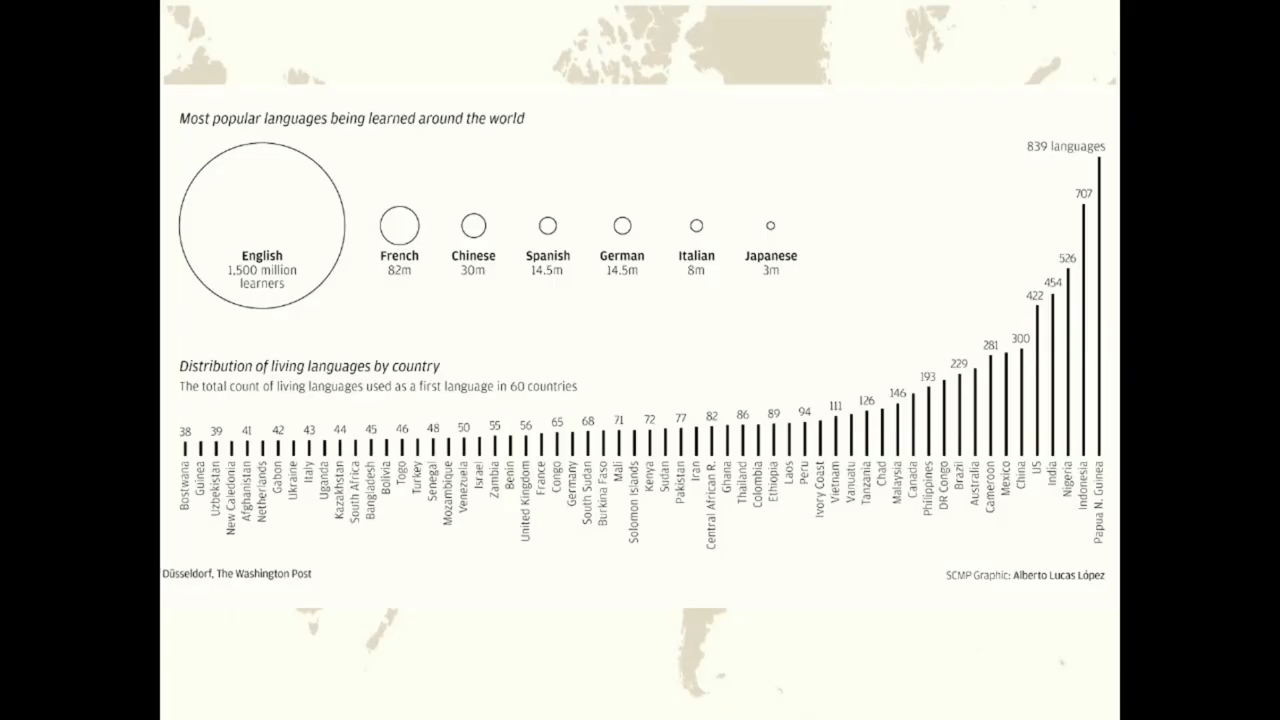 Most popular languages being learned around the world
English
1,500 million
learners
French
82m
Chinese
30m
Spanish
14.5m
German
14.5m
Italian
8m
Japanese
3m
Distribution of living languages by country
The total count of living languages used as a first language in 60 countries
38
39
41
42
43
44
45
46
48
50
55
56
65
68
71
72
77
82
86
89
94
111
126
146
193
229
281
300
422
454
526
707
839 languages
Botswana
Guinea
Uzbekistan
New Caledonia
Afghanistan
Netherlands
Gabon
Ukraine
Italy
Uganda
Kazakhstan
South Africa
Bangladesh
Bolivia
Togo
Turkey
Senegal
Mozambique
Venezuela
Israel
Zambia
Benin
United Kingdom
France
Congo
Germany
South Sudan
Burkina Faso
Mali
Solomon Islands
Kenya
Sudan
Pakistan
Iran
Central African R.
Ghana
Thailand
Colombia
Ethiopia
Laos
Peru
Ivory Coast
Vietnam
Vanuatu
Tanzania
Chad
Malaysia
Canada
Philippines
DR Congo
Brazil
Australia
Cameroon
Mexico
China
US
India
Nigeria
Indonesia
Papua N. Guinea
Düsseldorf, The Washington Post
SCMP Graphic: Alberto Lucas López